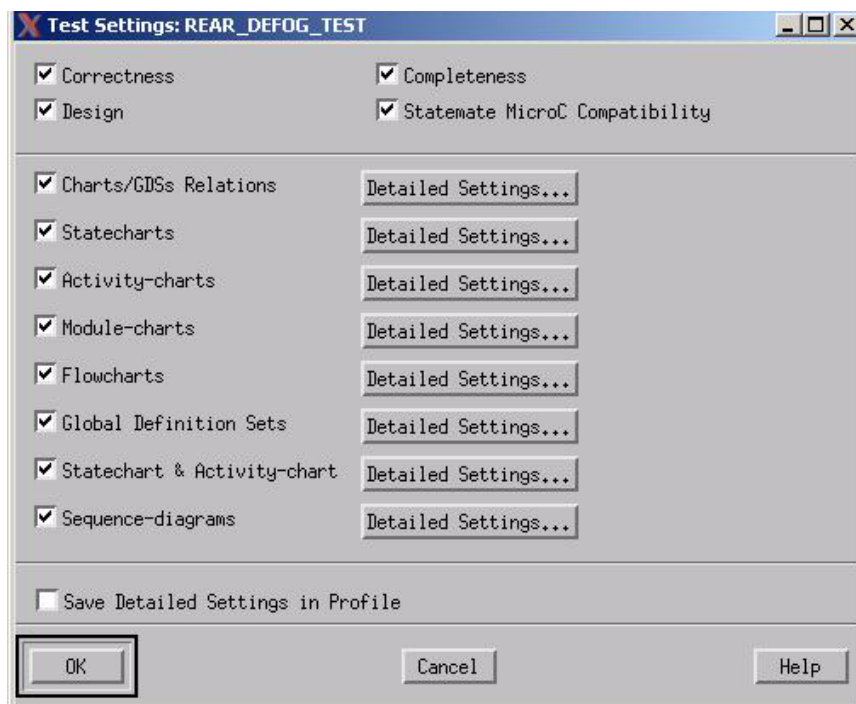 Test Settings: REAR_DEFOG_TEST
Correctness Completeness
Design Statemate MicroC Compatibility
Charts/GDSs Relations Detailed Settings...
Statecharts Detailed Settings...
Activity-charts Detailed Settings...
Module-charts Detailed Settings...
Flowcharts Detailed Settings...
Global Definition Sets Detailed Settings...
Statechart & Activity-chart Detailed Settings...
Sequence-diagrams Detailed Settings...
Save Detailed Settings in Profile
OK Cancel Help